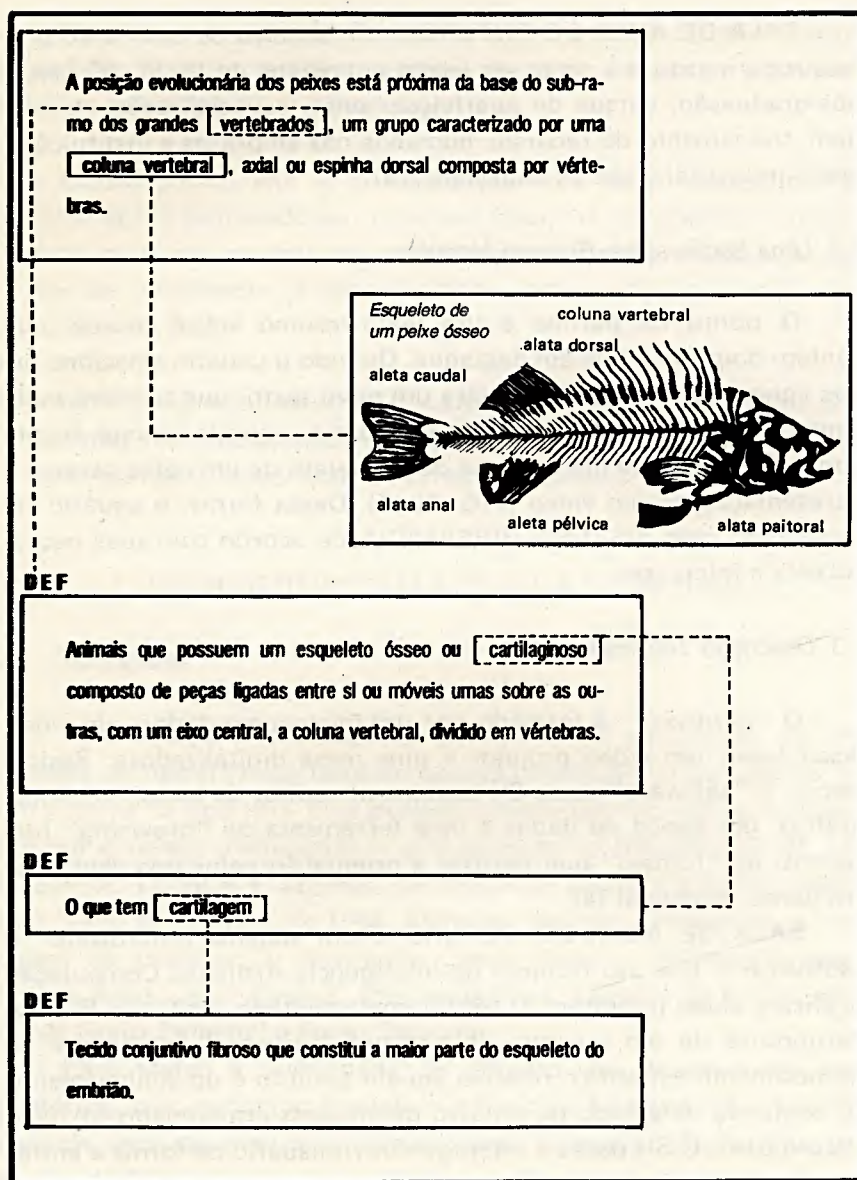 A posição evolucionária dos peixes está próxima da base do sub-ra-
mo dos grandes vertebrados, um grupo caracterizado por uma
coluna vertebral, axial ou espinha dorsal composta por vérte-
bras.
Esqueleto de
um peixe ósseo
coluna vartebral
alata dorsal
aleta caudal
alata anal
aleta pélvica
alata paitoral
DEF
Animais que possuem um esqueleto ósseo ou cartilaginoso
composto de peças ligadas entre si ou móveis umas sobre as ou-
tras, com um eixo central, a coluna vertebral, dividido em vértebras.
DEF
O que tem cartilagem
DEF
Tecido conjuntivo fibroso que constitui a maior parte do esqueleto do
embrião.